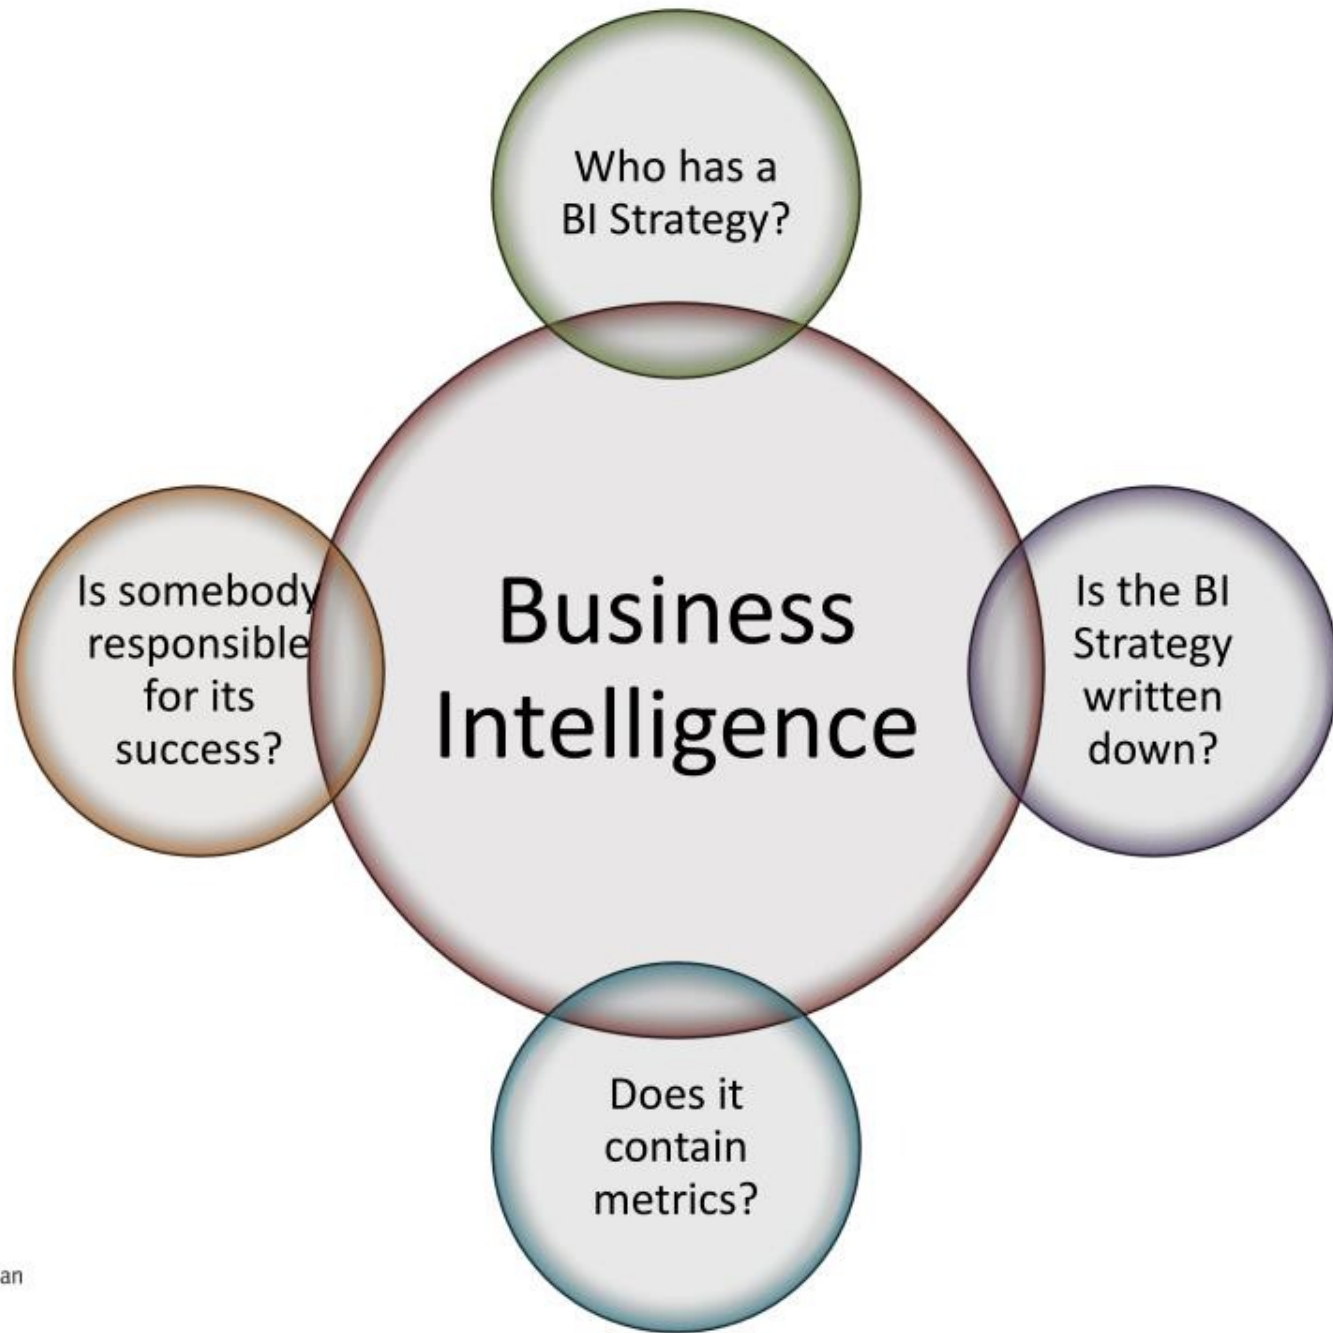 Who has a
BI Strategy?
Is somebody
responsible
for its
success?
Business
Intelligence
Is the BI
Strategy
written
down?
Does it
contain
metrics?
an